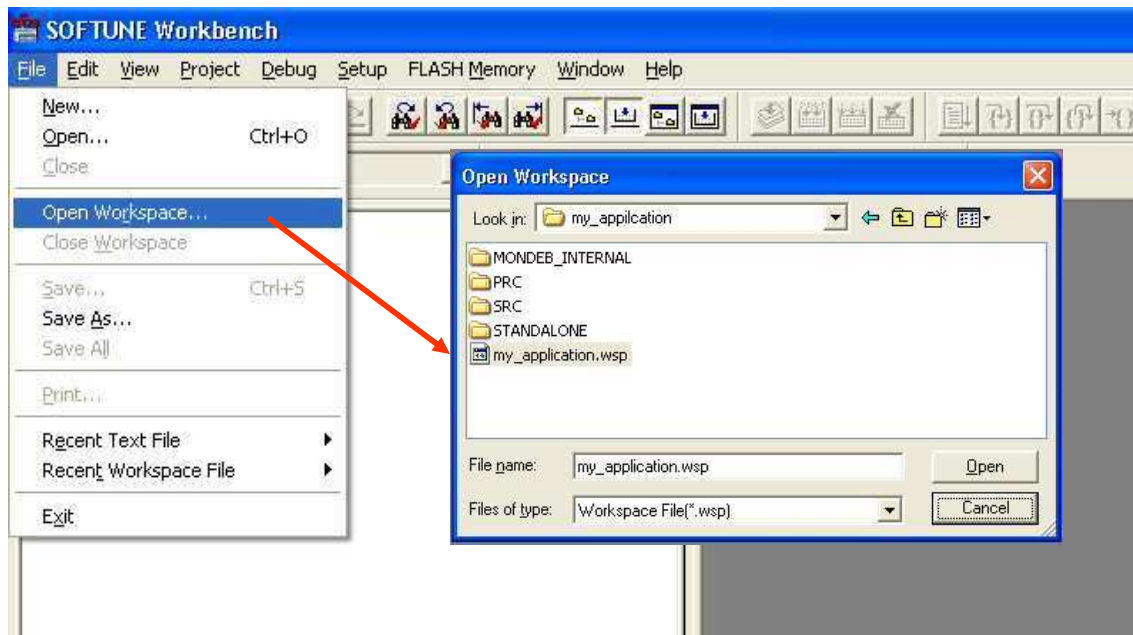 SOFTUNE Workbench
File Edit View Project Debug Setup FLASH Memory Window Help
New...
Open... Ctrl+O
Close
Open Workspace...
Close Workspace
Save... Ctrl+S
Save As...
Save All
Print...
Recent Text File
Recent Workspace File
Exit
Open Workspace
Look in: my_appilcation
MONDEB_INTERNAL
PRC
SRC
STANDALONE
my_application.wsp
File name: my_application.wsp Open
Files of type: Workspace File(*.wsp) Cancel